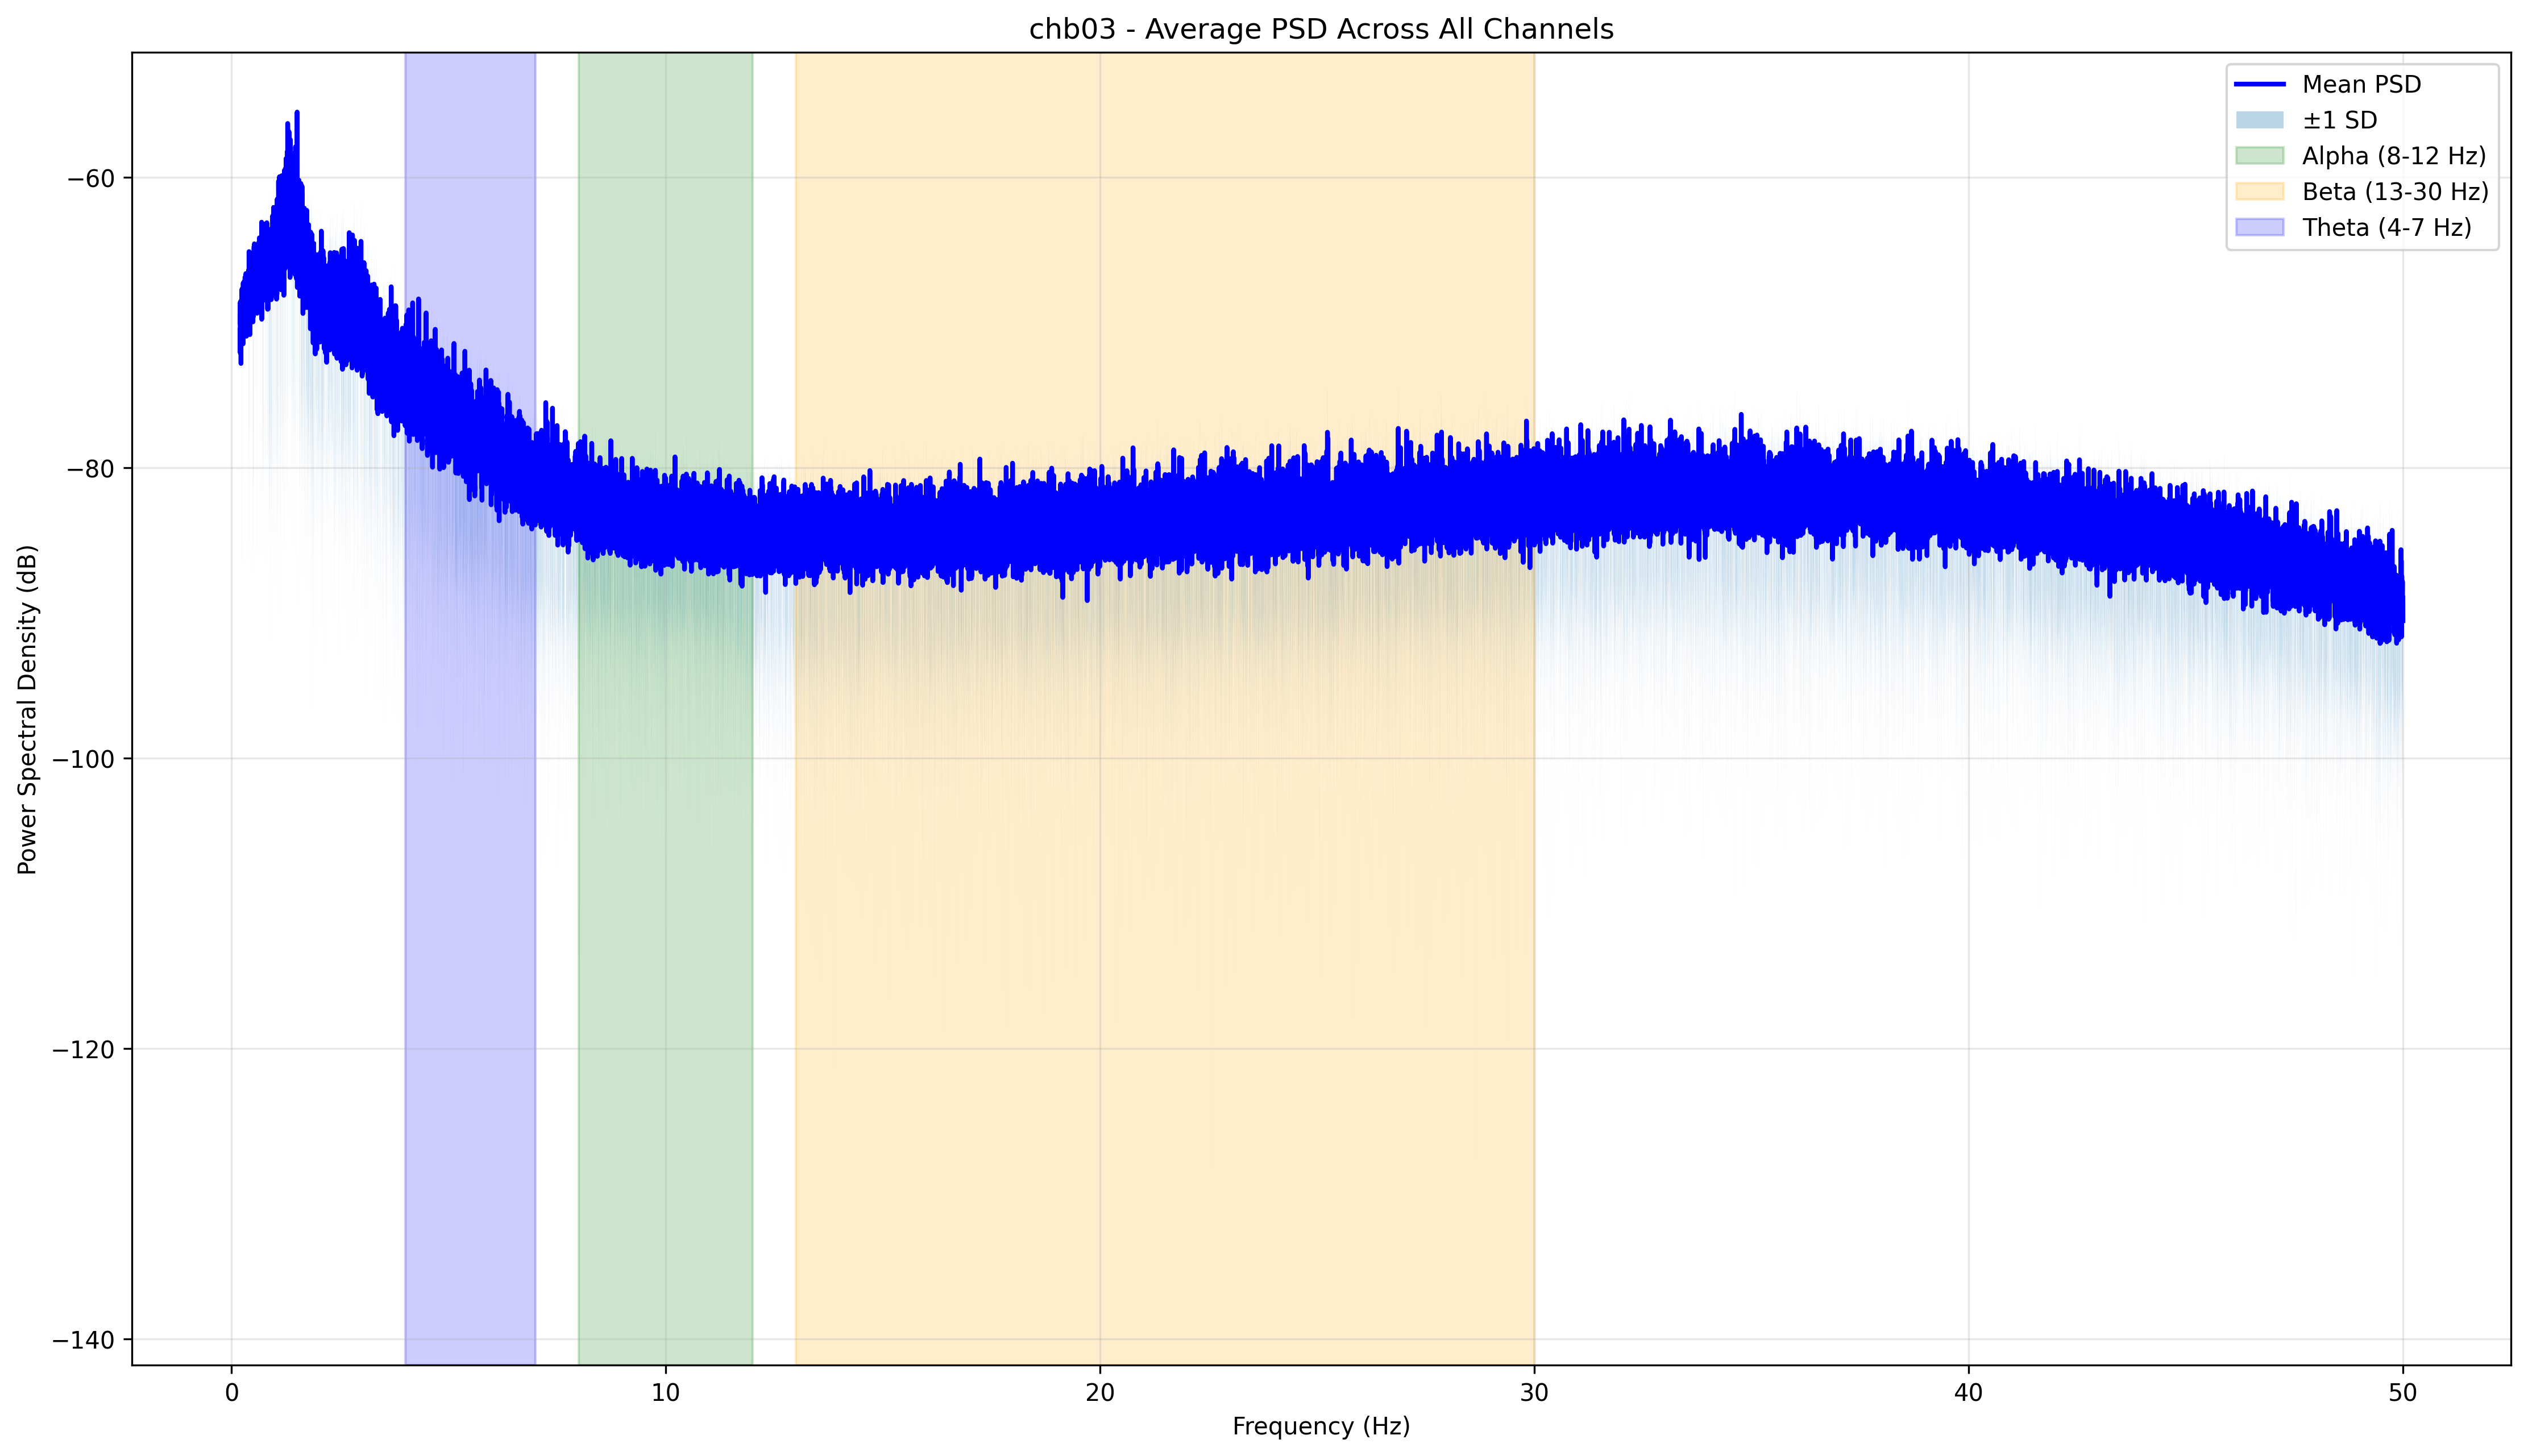 chb03 - Average PSD Across All Channels
Mean PSD
±1 SD
Alpha (8-12 Hz)
Beta (13-30 Hz)
Theta (4-7 Hz)
Power Spectral Density (dB)
−60
−80
−100
−120
−140
0
10
20
30
40
50
Frequency (Hz)